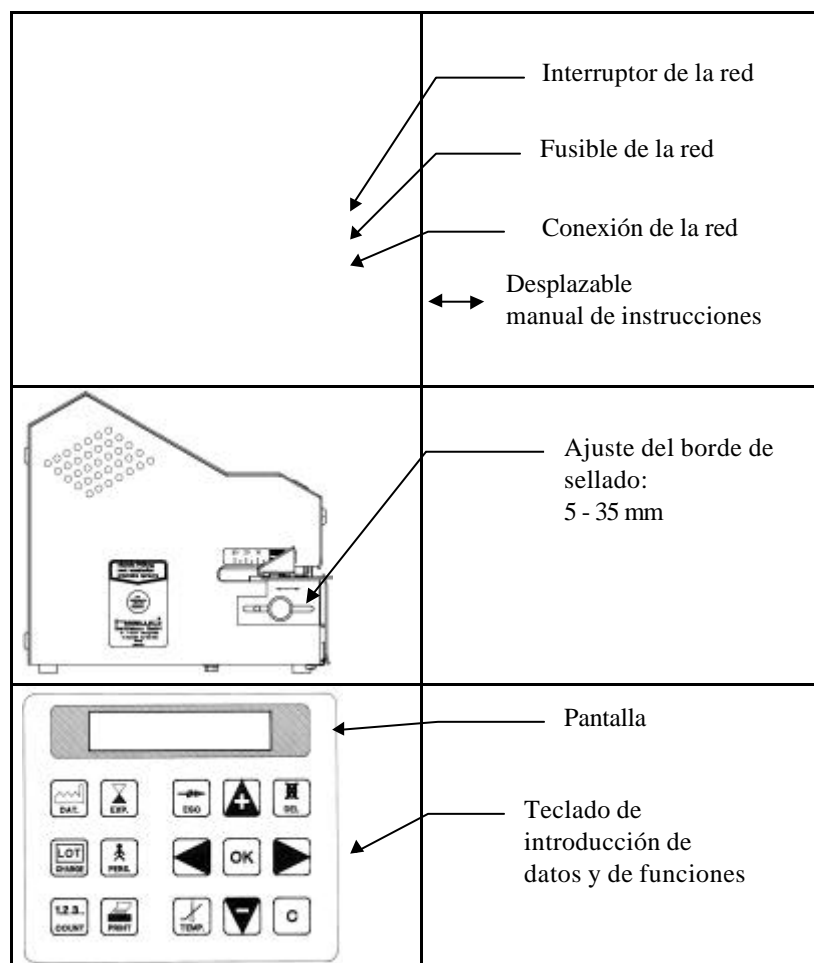 Interruptor de la red
Fusible de la red
Conexión de la red
Desplazable
manual de instrucciones
Ajuste del borde de
sellado:
5 - 35 mm
Pantalla
DAT.
EXP.
EGO
+
DEL
LOT
CHARGE
PERS.
OK
1.2.3..
COUNT
PRINT
TEMP.
-
C
Teclado de
introducción de
datos y de funciones